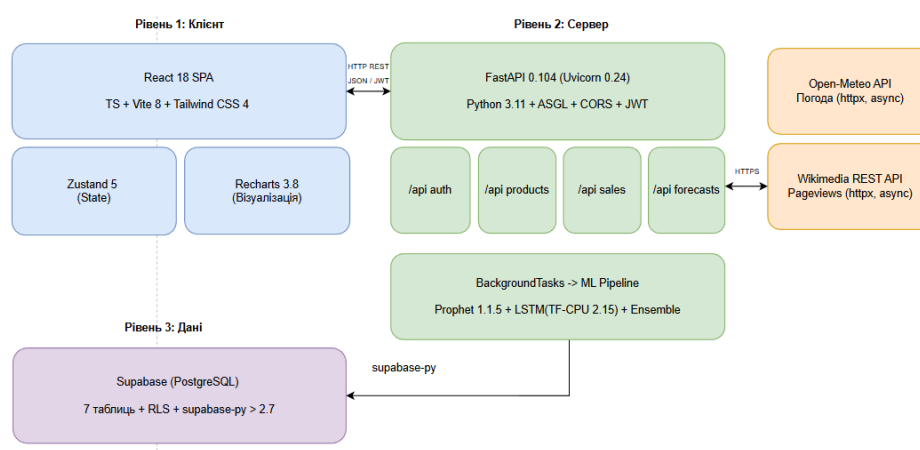 Рівень 1: Клієнт
React 18 SPA
TS + Vite 8 + Tailwind CSS 4
Zustand 5
(State)
Recharts 3.8
(Візуалізація)
HTTP REST
JSON / JWT
Рівень 2: Сервер
FastAPI 0.104 (Uvicorn 0.24)
Python 3.11 + ASGL + CORS + JWT
/api auth
/api products
/api sales
/api forecasts
HTTPS
Open-Meteo API
Погода (httpx, async)
Wikimedia REST API
Pageviews (httpx, async)
BackgroundTasks -> ML Pipeline
Prophet 1.1.5 + LSTM(TF-CPU 2.15) + Ensemble
supabase-py
Рівень 3: Дані
Supabase (PostgreSQL)
7 таблиць + RLS + supabase-py > 2.7